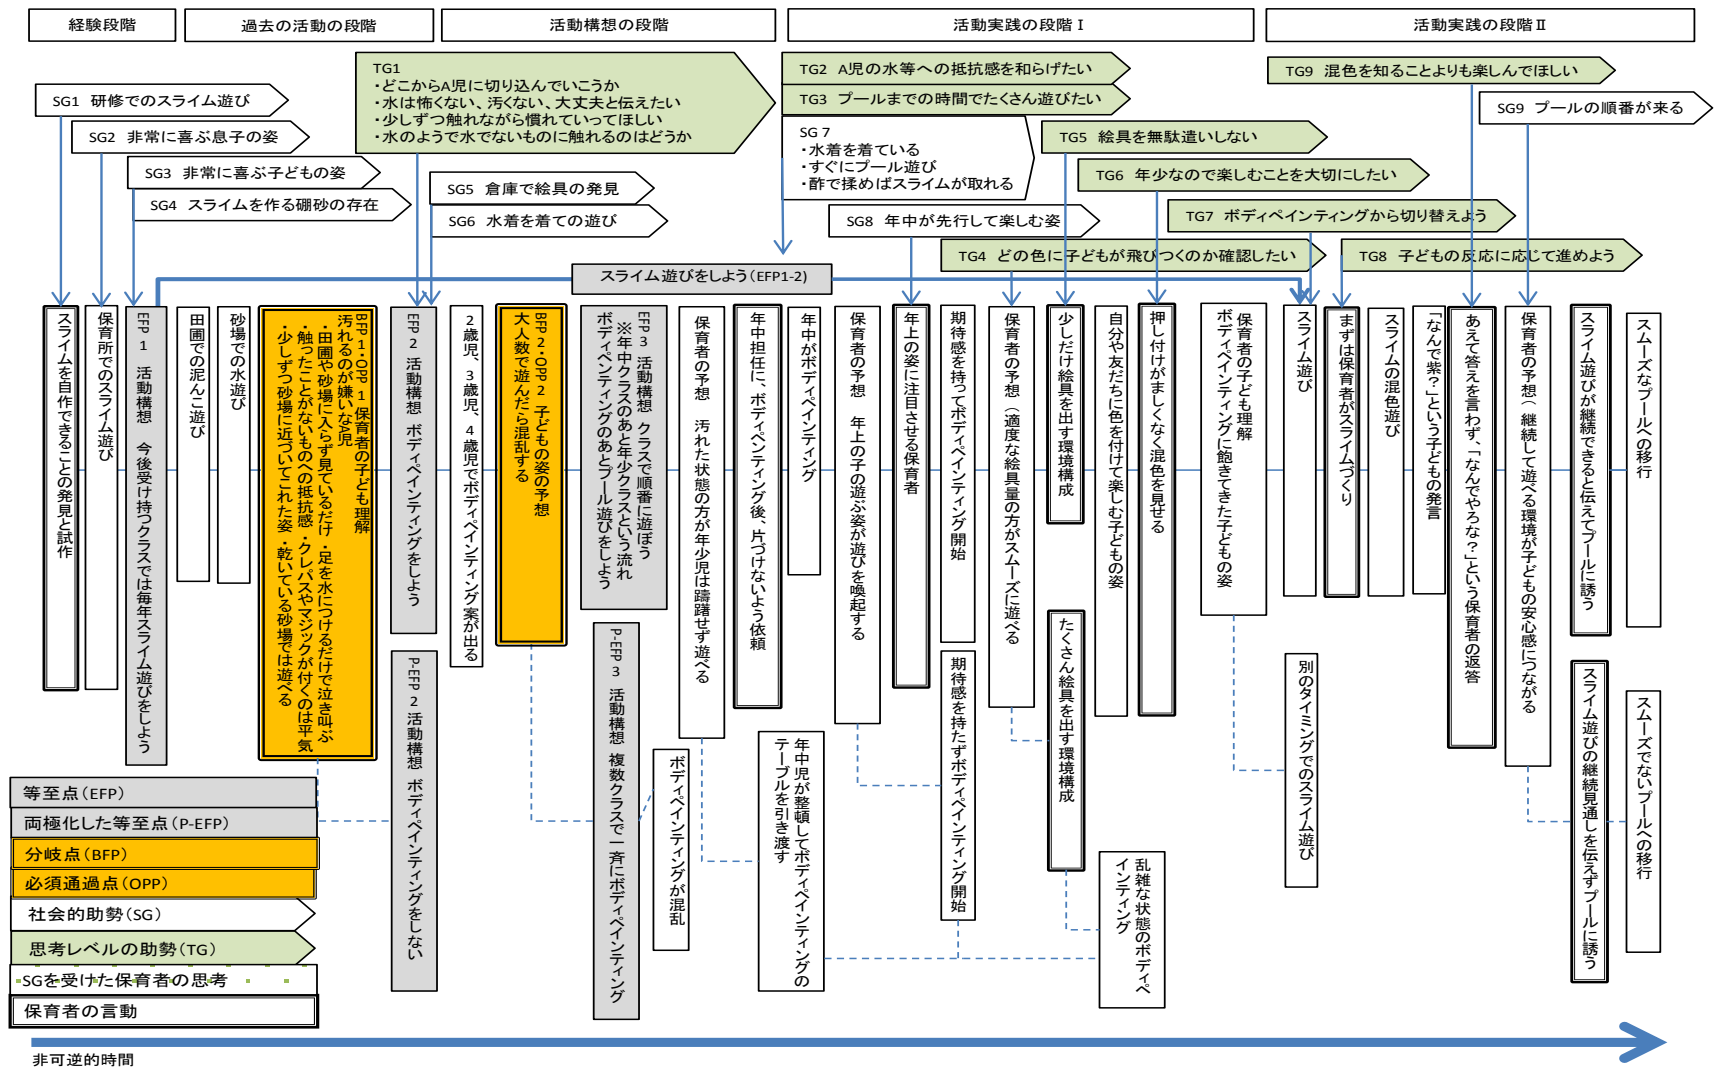 経験段階
過去の活動の段階
活動構想の段階
活動実践の段階Ⅰ
活動実践の段階Ⅱ
SG1 研修でのスライム遊び
SG2 非常に喜ぶ息子の姿
SG3 非常に喜ぶ子どもの姿
SG4 スライムを作る硼砂の存在
TG1
・どこからA児に切り込んでいこうか
・水は怖くない、汚くない、大丈夫と伝えたい
・少しずつ触れながら慣れていってほしい
・水のようで水でないものに触れるのはどうか
SG5 倉庫で絵具の発見
SG6 水着を着ての遊び
TG2 A児の水等への抵抗感を和らげたい
TG3 プールまでの時間でたくさん遊びたい
SG 7
・水着を着ている
・すぐにプール遊び
・酢で揉めばスライムが取れる
SG8 年中が先行して楽しむ姿
TG4 どの色に子どもが飛びつくのか確認したい
TG5 絵具を無駄遣いしない
TG6 年少なので楽しむことを大切にしたい
TG7 ボディペインティングから切り替えよう
TG8 子どもの反応に応じて進めよう
TG9 混色を知ることよりも楽しんでほしい
SG9 プールの順番が来る
スライム遊びをしよう(EFP1-2)
スライムを自作できることの発見と試作
保育所でのスライム遊び
EFP 1 活動構想 今後受け持つクラスでは毎年スライム遊びをしよう
田圃での泥んこ遊び
砂場での水遊び
BFP 1・OPP 1 保育者の子ども理解
汚れるのが嫌いなA児
・田圃や砂場に入らず見ているだけ ・足を水につけるだけで泣き叫ぶ
・触ったことがないものへの抵抗感 ・クレパスやマジックが付くのは平気
・少しずつ砂場に近づいてこれた姿 ・乾いている砂場では遊べる
EFP 2 活動構想 ボディペインティングをしよう
P-EFP 2 活動構想 ボディペインティングをしない
2歳児、3歳児、4歳児でボディペインティング案が出る
BFP 2・OPP 2 子どもの姿の予想
大人数で遊んだら混乱する
EFP 3 活動構想 クラスで順番に遊ぼう
※年中クラスのあと年少クラスという流れ
ボディペインティングのあとプール遊びをしよう
P-EFP 3 活動構想 複数クラスで一斉にボディペインティング
ボディペインティングが混乱
保育者の予想 汚れた状態の方が年少児は躊躇せず遊べる
年中担任に、ボディペインティング後、片づけないよう依頼
年中児が整頓してボディペインティングの
テーブルを引き渡す
年中がボディペインティング
保育者の予想 年上の子の遊ぶ姿が遊びを喚起する
年上の姿に注目させる保育者
期待感を持ってボディペインティング開始
期待感を持たずボディペインティング開始
保育者の予想(適度な絵具量の方がスムーズに遊べる
少しだけ絵具を出す環境構成
たくさん絵具を出す環境構成
自分や友だちに色を付けて楽しむ子どもの姿
乱雑な状態のボディペ
インティング
押し付けがましくなく混色を見せる
保育者の子ども理解
ボディペインティングに飽きてきた子どもの姿
スライム遊び
別のタイミングでのスライム遊び
まずは保育者がスライムづくり
スライムの混色遊び
「なんで紫?」という子どもの発言
あえて答えを言わず、「なんでやろな?」という保育者の返答
保育者の予想(継続して遊べる環境が子どもの安心感につながる
スライム遊びが継続できると伝えてプールに誘う
スライム遊びの継続見通しを伝えずプールに誘う
スムーズなプールへの移行
スムーズでないプールへの移行
等至点(EFP)
両極化した等至点(P-EFP)
分岐点(BFP)
必須通過点(OPP)
社会的助勢(SG)
思考レベルの助勢(TG)
SGを受けた保育者の思考
保育者の言動
非可逆的時間